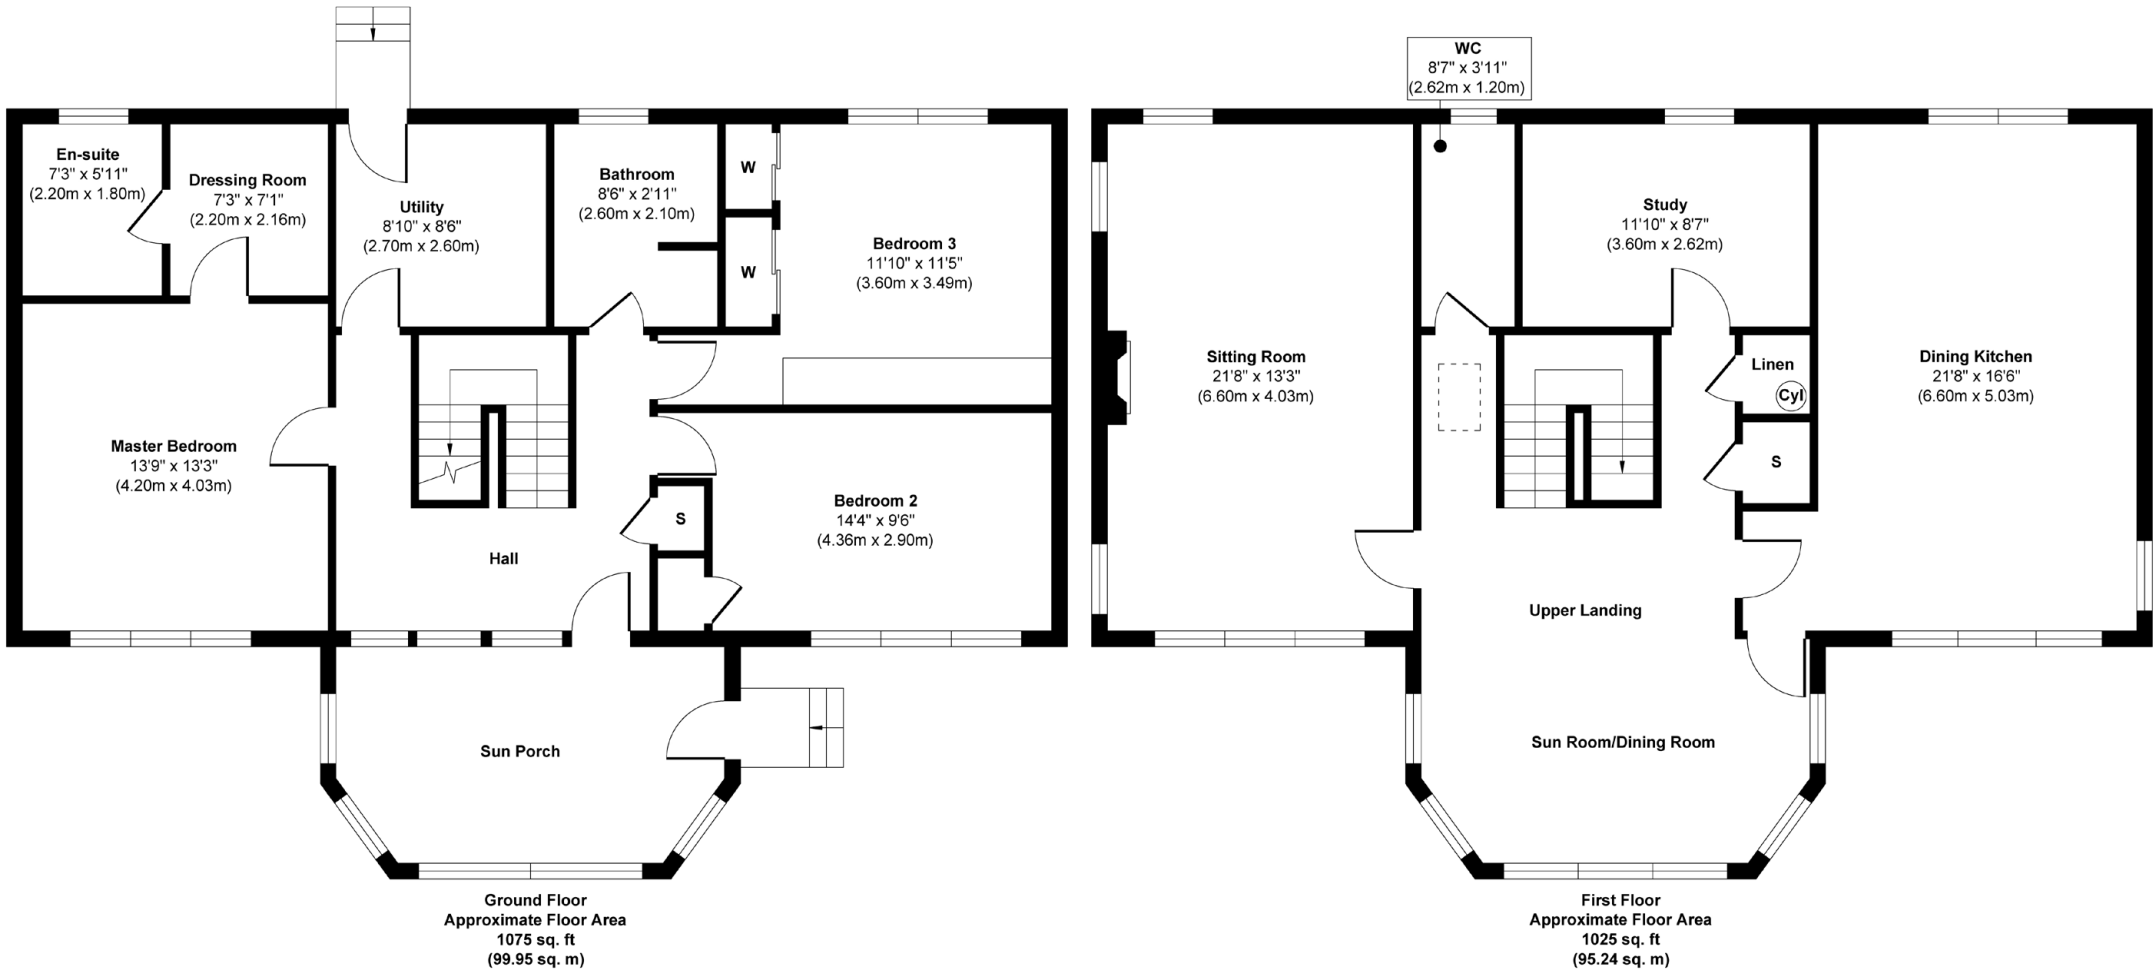 En-suite
7'3" x 5'11"
(2.20m x 1.80m)
Dressing Room
7'3" x 7'1"
(2.20m x 2.16m)
Utility
8'10" x 8'6"
(2.70m x 2.60m)
Bathroom
8'6" x 2'11"
(2.60m x 2.10m)
W
W
Bedroom 3
11'10" x 11'5"
(3.60m x 3.49m)
Master Bedroom
13'9" x 13'3"
(4.20m x 4.03m)
Bedroom 2
14'4" x 9'6"
(4.36m x 2.90m)
S
Hall
Sun Porch
Ground Floor
Approximate Floor Area
1075 sq. ft
(99.95 sq. m)
WC
8'7" x 3'11"
(2.62m x 1.20m)
Study
11'10" x 8'7"
(3.60m x 2.62m)
Sitting Room
21'8" x 13'3"
(6.60m x 4.03m)
Linen
Cyl
S
Dining Kitchen
21'8" x 16'6"
(6.60m x 5.03m)
Upper Landing
Sun Room/Dining Room
First Floor
Approximate Floor Area
1025 sq. ft
(95.24 sq. m)